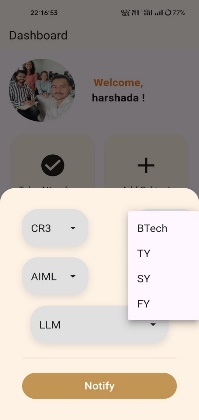 22:16:53
77%
Dashboard
Welcome,
harshada !
CR3
BTech
TY
AIML
SY
FY
LLM
Notify